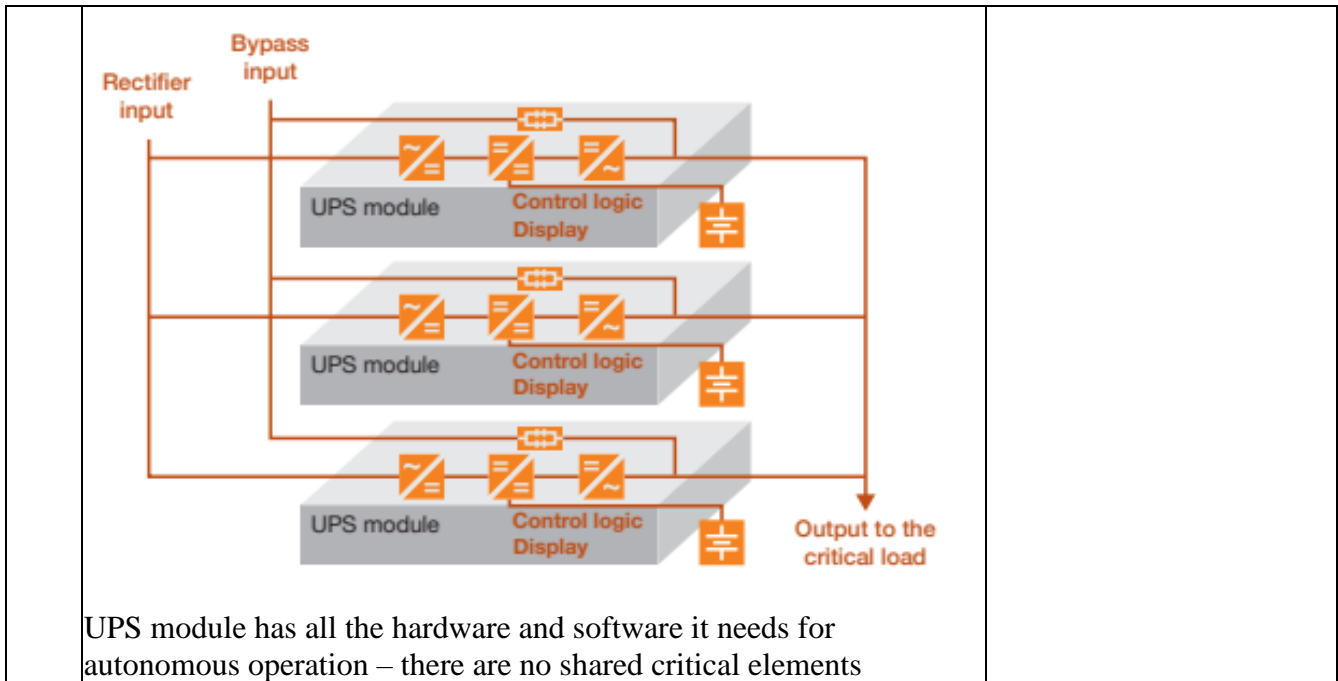 Bypass
input
Rectifier
input
UPS module
Control logic
Display
UPS module
Control logic
Display
UPS module
Control logic
Display
Output to the
critical load
UPS module has all the hardware and software it needs for
autonomous operation – there are no shared critical elements